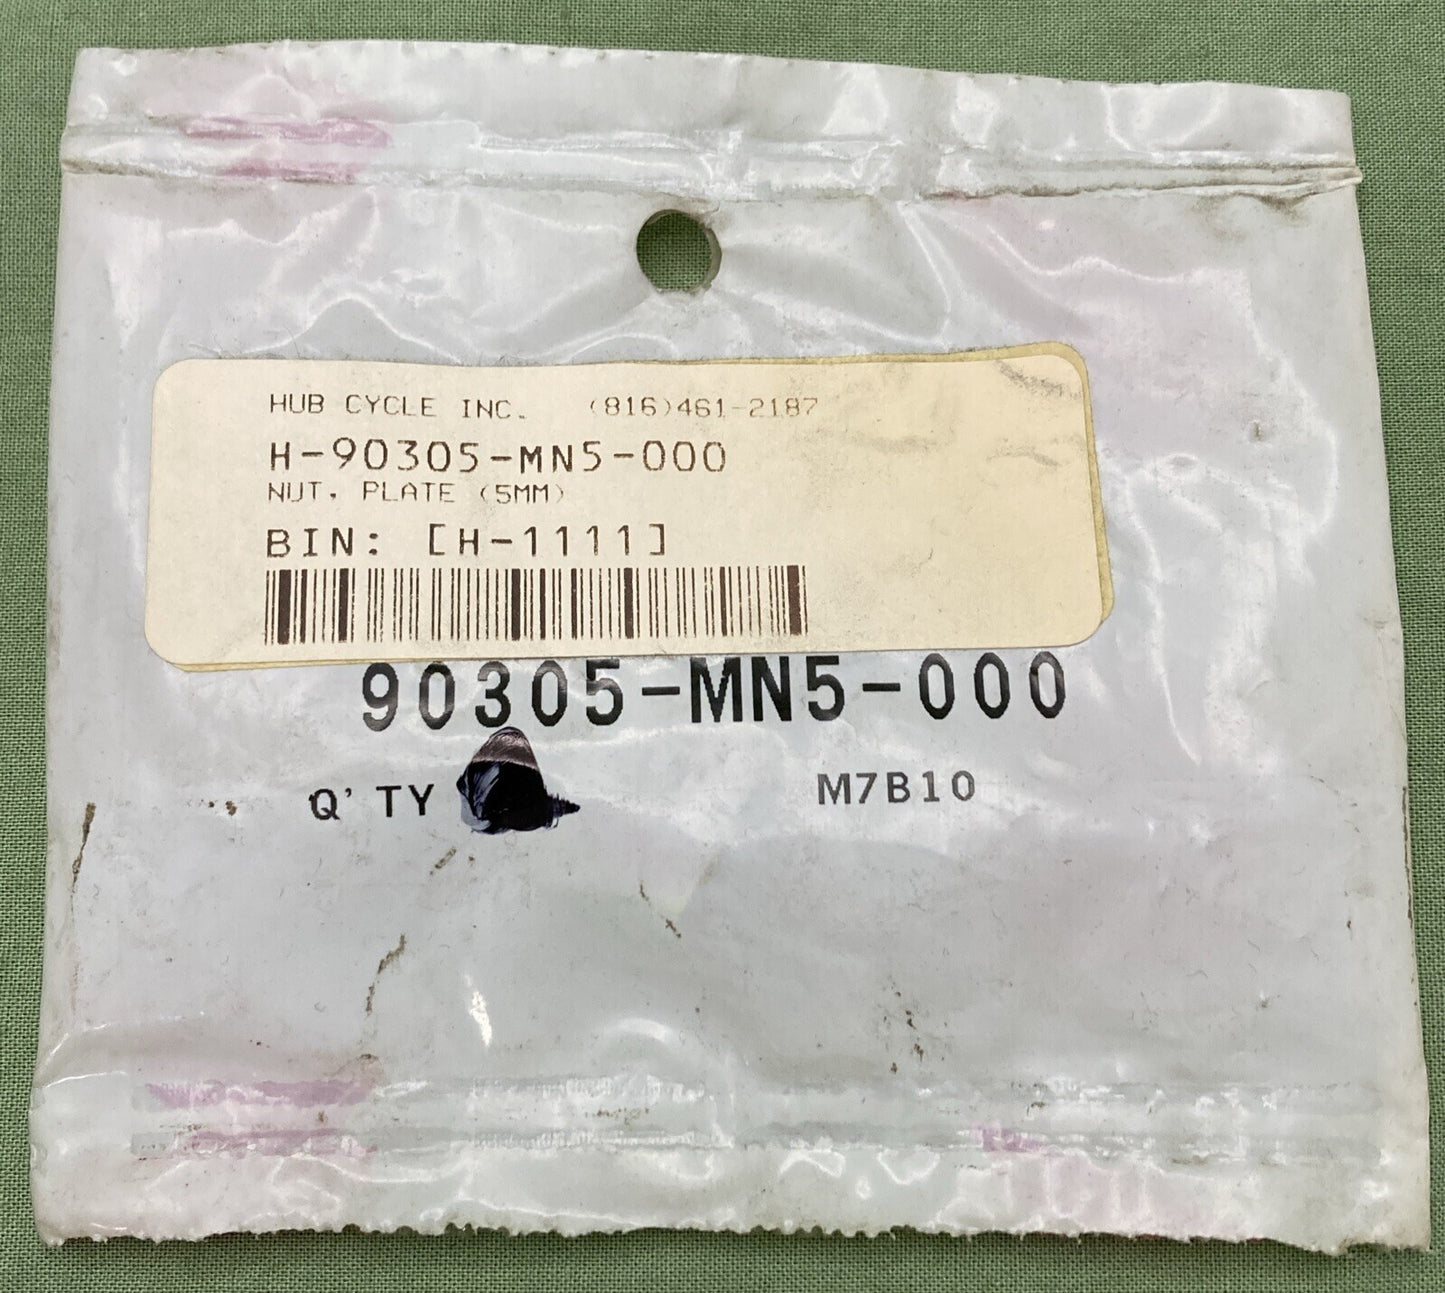 HUB CYCLE INC. (816)461-2187
H-90305-MN5-000
NUT, PLATE (5MM)
BIN: [H-1111]
90305-MN5-000
Q'TY M7B10